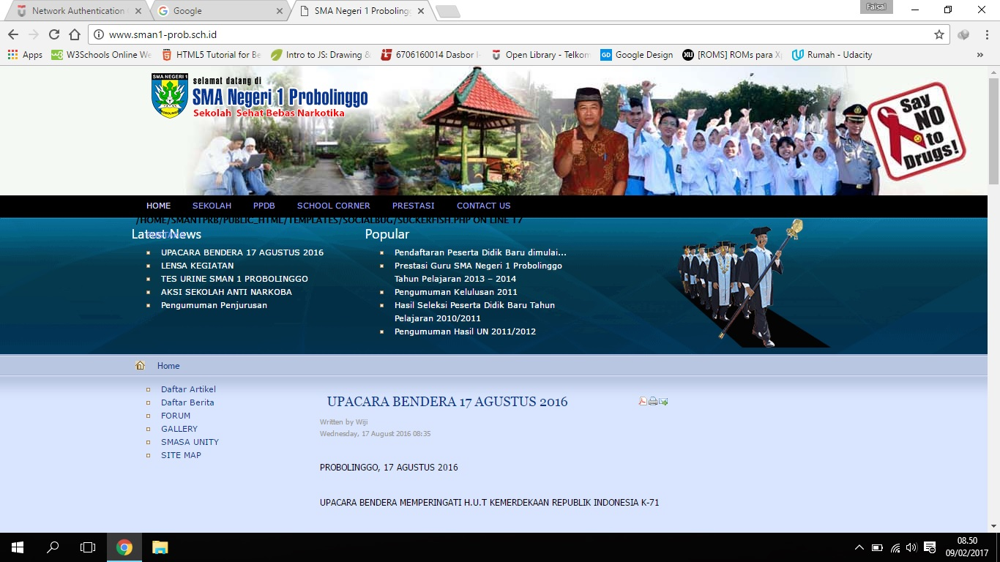 Network Authentication
Google
SMA Negeri 1 Probolingg
Faisal
www.sman1-prob.sch.id
Apps
W3Schools Online We
HTML5 Tutorial for Be
Intro to JS: Drawing &
6706160014 Dasbor I-
Open Library - Telkom
GD
Google Design
XU
[ROMS] ROMs para Xp
Rumah - Udacity
»
SMA NEGERI 1
selamat datang di
SMA Negeri 1 Probolinggo
Sekolah Sehat Bebas Narkotika
Say
NO
to
Drugs!
HOME
SEKOLAH
PPDB
SCHOOL CORNER
PRESTASI
CONTACT US
/HOME/SMAN1PRB/PUBLIC_HTML/TEMPLATES/SOCIALBUG/SUCKERFISH.PHP ON LINE 17
Latest News
UPACARA BENDERA 17 AGUSTUS 2016
LENSA KEGIATAN
TES URINE SMAN 1 PROBOLINGGO
AKSI SEKOLAH ANTI NARKOBA
Pengumuman Penjurusan
Popular
Pendaftaran Peserta Didik Baru dimulai...
Prestasi Guru SMA Negeri 1 Probolinggo
Tahun Pelajaran 2013 – 2014
Pengumuman Kelulusan 2011
Hasil Seleksi Peserta Didik Baru Tahun
Pelajaran 2010/2011
Pengumuman Hasil UN 2011/2012
Home
Daftar Artikel
Daftar Berita
FORUM
GALLERY
SMASA UNITY
SITE MAP
UPACARA BENDERA 17 AGUSTUS 2016
Written by Wiji
Wednesday, 17 August 2016 08:35
PROBOLINGGO, 17 AGUSTUS 2016
UPACARA BENDERA MEMPERINGATI H.U.T KEMERDEKAAN REPUBLIK INDONESIA K-71
08.50
09/02/2017